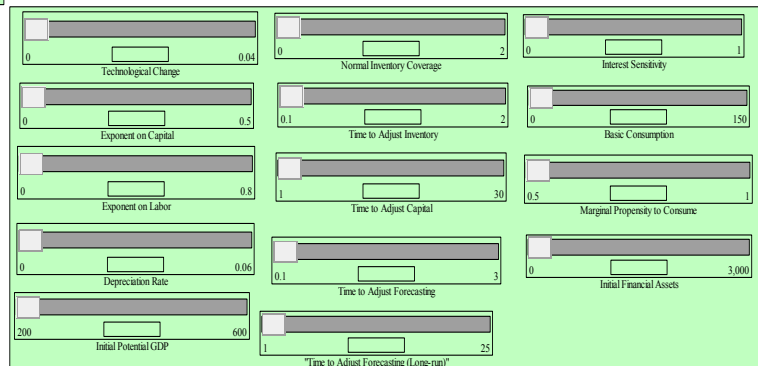 0 0.04
Technological Change
0 0.5
Exponent on Capital
0 0.8
Exponent on Labor
0 0.06
Depreciation Rate
200 600
Initial Potential GDP
0 2
Normal Inventory Coverage
0.1 2
Time to Adjust Inventory
1 30
Time to Adjust Capital
0.1 3
Time to Adjust Forecasting
1 25
"Time to Adjust Forecasting (Long-run)"
0 1
Interest Sensitivity
0 150
Basic Consumption
0.5 1
Marginal Propensity to Consume
0 3,000
Initial Financial Assets